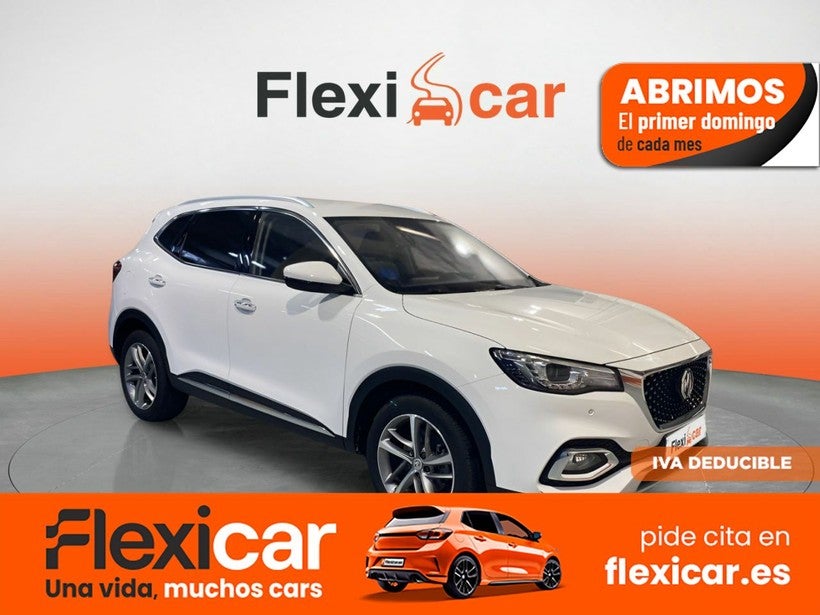 Flexicar
ABRIMOS
El primer domingo
de cada mes
Flexicar
IVA DEDUCIBLE
Flexicar
Una vida, muchos cars
pide cita en
flexicar.es